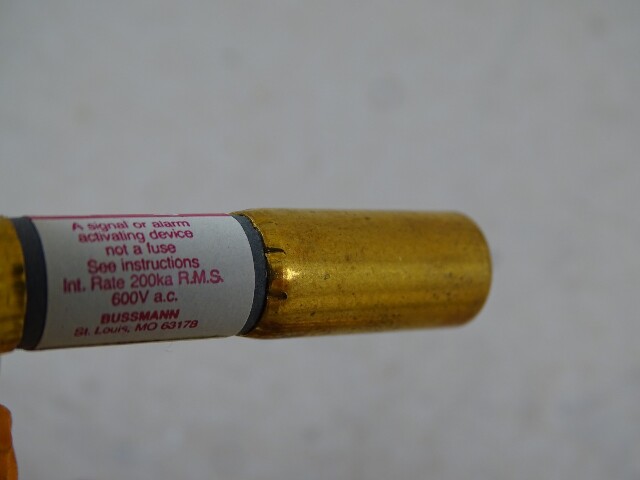 A signal or alarm
activating device
not a fuse
See instructions
Int. Rate 200ka R.M.S.
600V a.c.
BUSSMANN
St. Louis, MO 63178